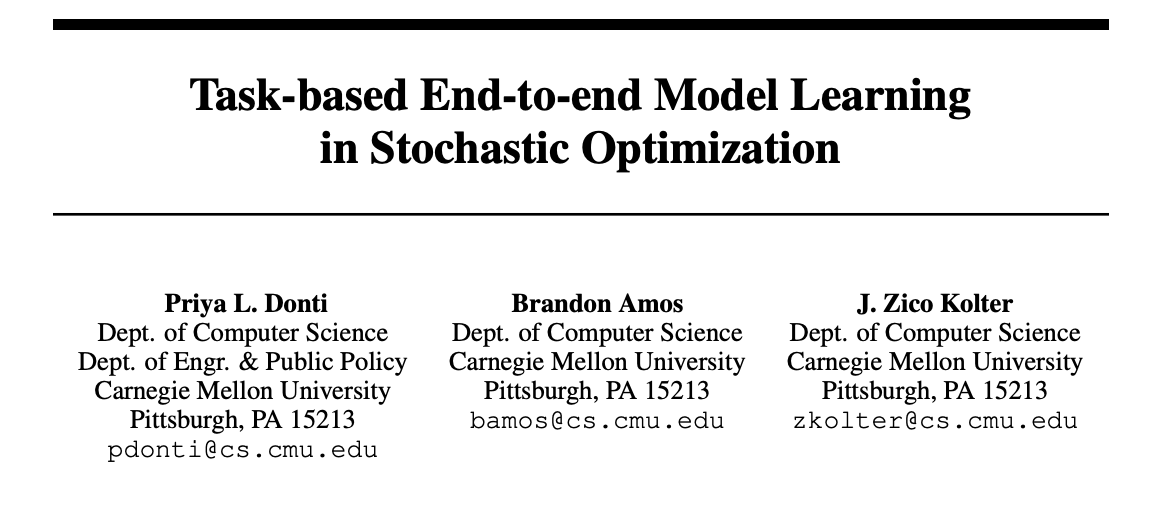 Task-based End-to-end Model Learning
in Stochastic Optimization
Priya L. Donti
Dept. of Computer Science
Dept. of Engr. & Public Policy
Carnegie Mellon University
Pittsburgh, PA 15213
pdonti@cs.cmu.edu
Brandon Amos
Dept. of Computer Science
Carnegie Mellon University
Pittsburgh, PA 15213
bamos@cs.cmu.edu
J. Zico Kolter
Dept. of Computer Science
Carnegie Mellon University
Pittsburgh, PA 15213
zkolter@cs.cmu.edu